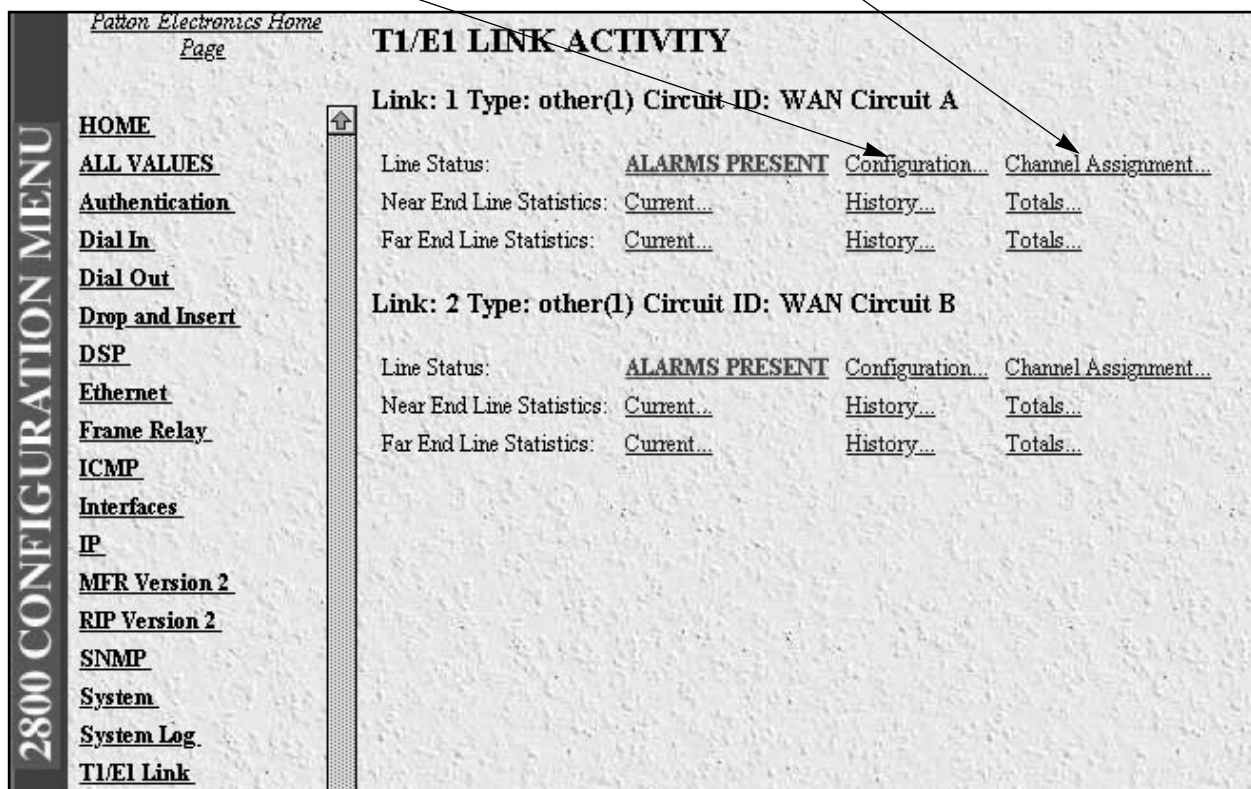 Patton Electronics Home
Page
2800 CONFIGURATION MENU
HOME
ALL VALUES
Authentication
Dial In
Dial Out
Drop and Insert
DSP
Ethernet
Frame Relay
ICMP
Interfaces
IP
MFR Version 2
RIP Version 2
SNMP
System
System Log
T1/E1 Link
T1/E1 LINK ACTIVITY
Link: 1 Type: other(1) Circuit ID: WAN Circuit A
Line Status: ALARMS PRESENT Configuration... Channel Assignment...
Near End Line Statistics: Current... History... Totals...
Far End Line Statistics: Current... History... Totals...
Link: 2 Type: other(1) Circuit ID: WAN Circuit B
Line Status: ALARMS PRESENT Configuration... Channel Assignment...
Near End Line Statistics: Current... History... Totals...
Far End Line Statistics: Current... History... Totals...